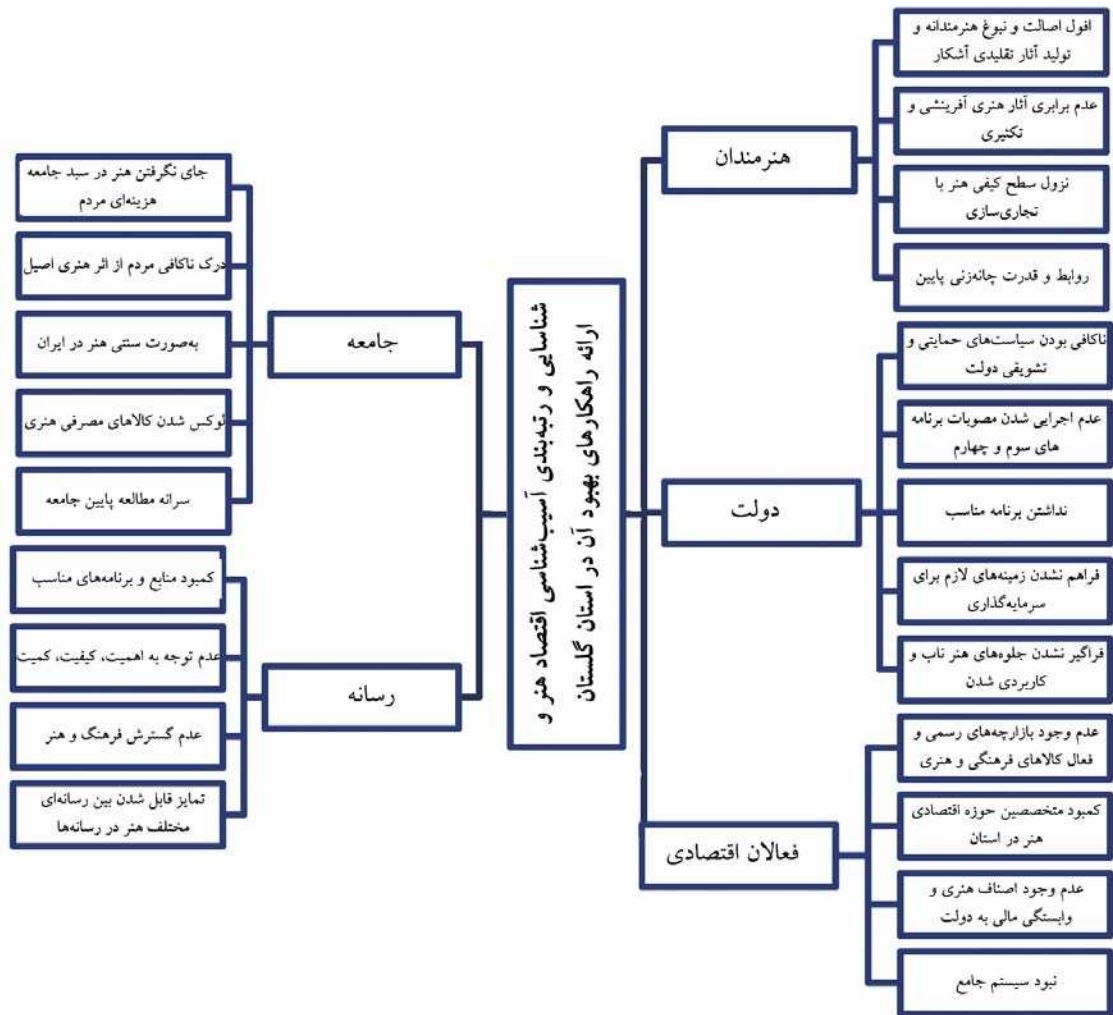 افول اصالت و نبوغ هنرمندانه و
تولید آثار تقلیدی آشکار
عدم برابری آثار هنری آفرینشی و
تکثیری
نزول سطح کیفی هنر با
تجاری‌سازی
روابط و قدرت چانه‌زنی پایین
هنرمندان
ناکافی بودن سیاست‌های حمایتی و
تشویقی دولت
عدم اجرایی شدن مصوبات برنامه
های سوم و چهارم
نداشتن برنامه مناسب
فراهم نشدن زمینه‌های لازم برای
سرمایه‌گذاری
فراگیر نشدن جلوه‌های هنر ناب و
کاربردی شدن
دولت
عدم وجود بازارچه‌های رسمی و
فعال کالاهای فرهنگی و هنری
کمبود متخصصین حوزه اقتصادی
هنر در استان
عدم وجود اصناف هنری و
وابستگی مالی به دولت
نبود سیستم جامع
فعالان اقتصادی
شناسایی و رتبه‌بندی آسیب‌شناسی اقتصاد هنر و
ارائه راهکارهای بهبود آن در استان گلستان
جامعه
جای نگرفتن هنر در سبد جامعه
هزینه‌ای مردم
درک ناکافی مردم از اثر هنری اصیل
به‌صورت سنتی هنر در ایران
لوکس شدن کالاهای مصرفی هنری
سرانه مطالعه پایین جامعه
رسانه
کمبود منابع و برنامه‌های مناسب
عدم توجه به اهمیت، کیفیت، کمیت
عدم گسترش فرهنگ و هنر
تمایز قابل شدن بین رسانه‌ای
مختلف هنر در رسانه‌ها